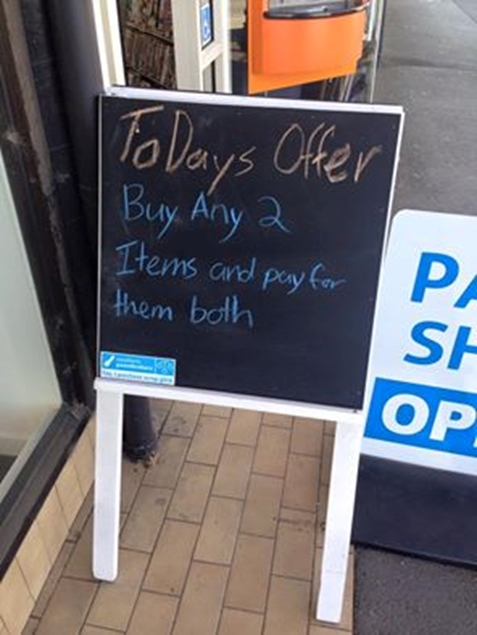 ToDays Offer
Buy Any 2
Items and pay for
them both
PA
SH
OP